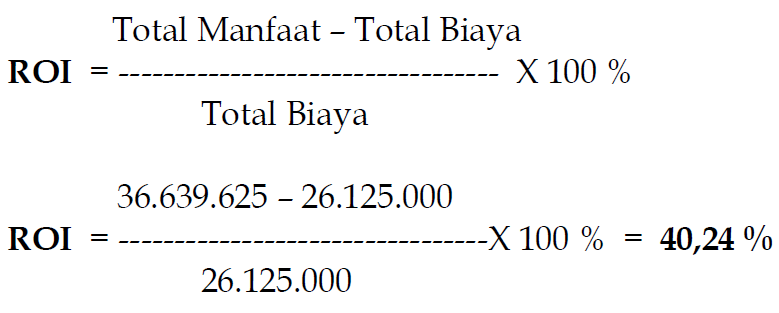 Total Manfaat – Total Biaya
ROI = ---------------------------------- X 100 %
Total Biaya
36.639.625 – 26.125.000
ROI = ---------------------------------X 100 % = 40,24 %
26.125.000